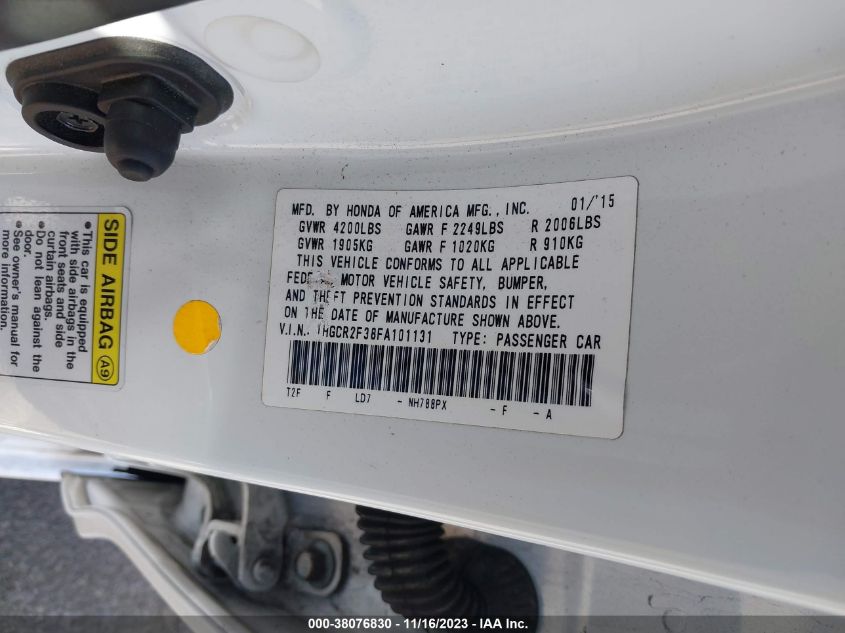 MFD. BY HONDA OF AMERICA MFG., INC. 01/'15
GVWR 4200LBS GAWR F 2249LBS R 2006LBS
GVWR 1905KG GAWR F 1020KG R 910KG
THIS VEHICLE CONFORMS TO ALL APPLICABLE
MOTOR VEHICLE SAFETY, BUMPER,
AND THEFT PREVENTION STANDARDS IN EFFECT
ON THE DATE OF MANUFACTURE SHOWN ABOVE.
V.I.N. 1HGCR2F38FA101131 TYPE: PASSENGER CAR
T2F F LD7 - NH788PX - F - A
SIDE AIRBAG A9
• This car is equipped
with side airbags in the
front seats and side
curtain airbags.
• Do not lean against the
door.
• See owner's manual for
more information.
000-38076830 - 11/16/2023 - IAA Inc.